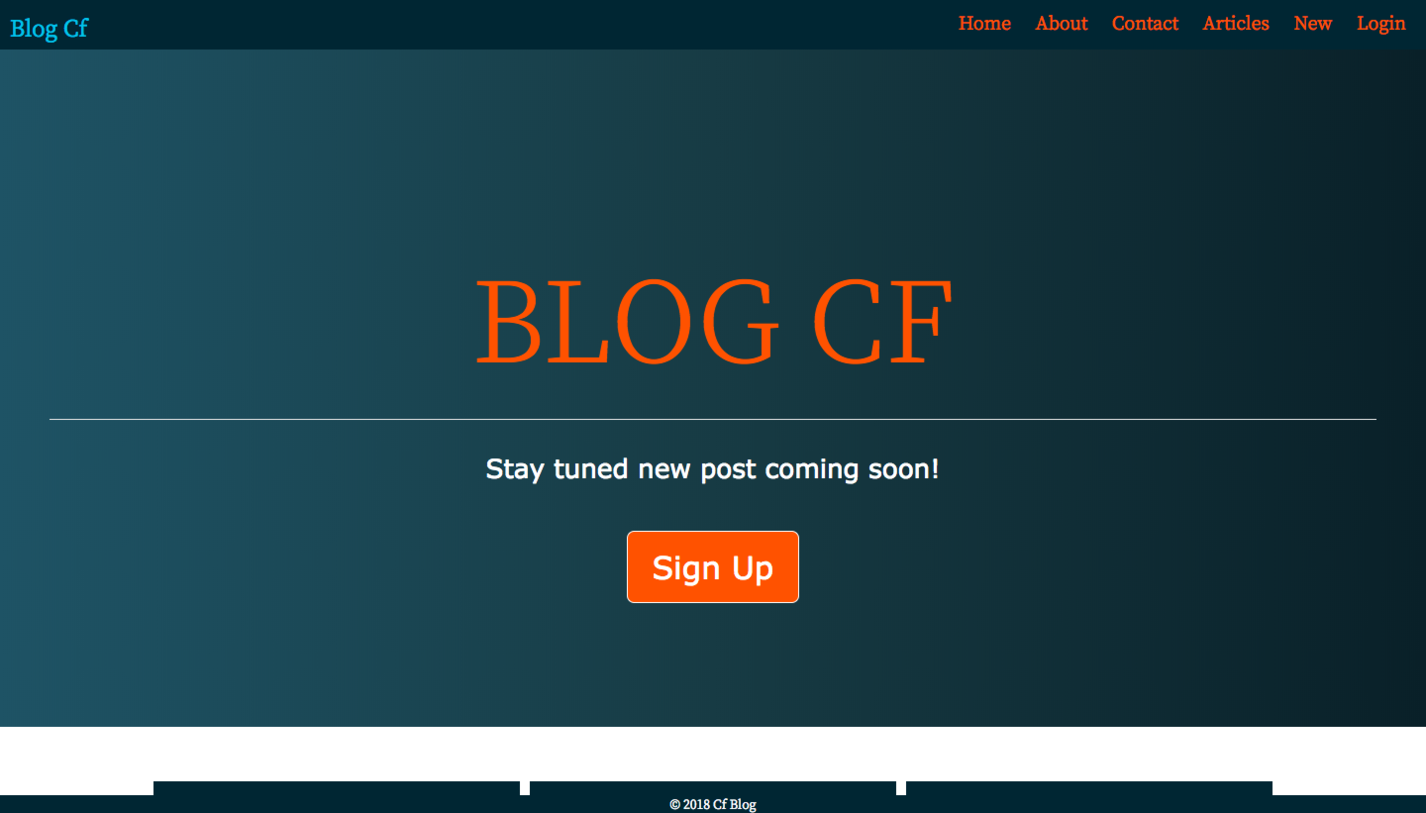 Blog Cf
Home About Contact Articles New Login
BLOG CF
Stay tuned new post coming soon!
Sign Up
© 2018 Cf Blog